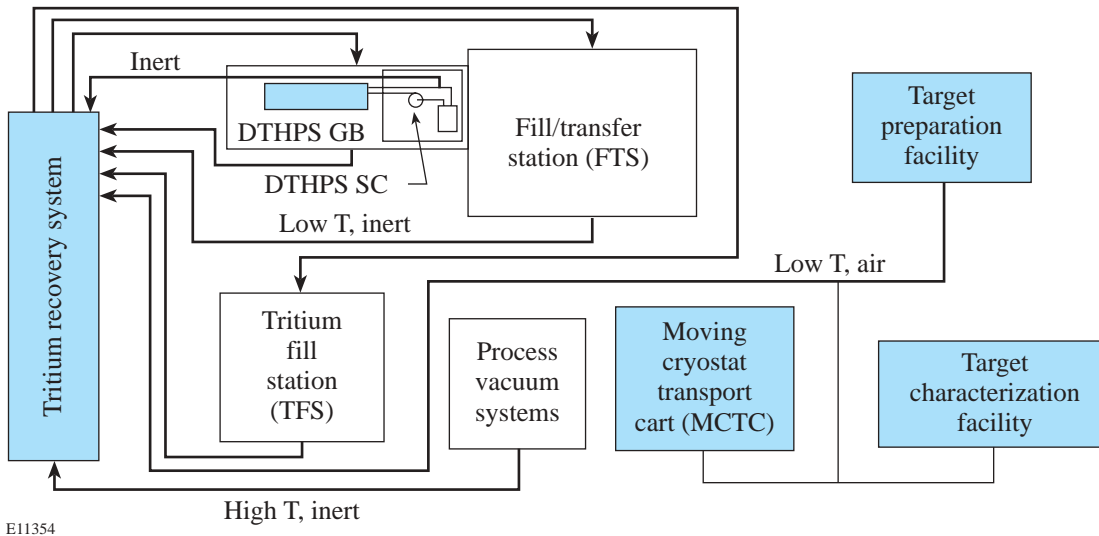 Inert
DTHPS GB
DTHPS SC
Fill/transfer
station (FTS)
Target
preparation
facility
Tritium recovery system
Low T, inert
Low T, air
Tritium
fill
station
(TFS)
Process
vacuum
systems
Moving
cryostat
transport
cart (MCTC)
Target
characterization
facility
High T, inert
E11354